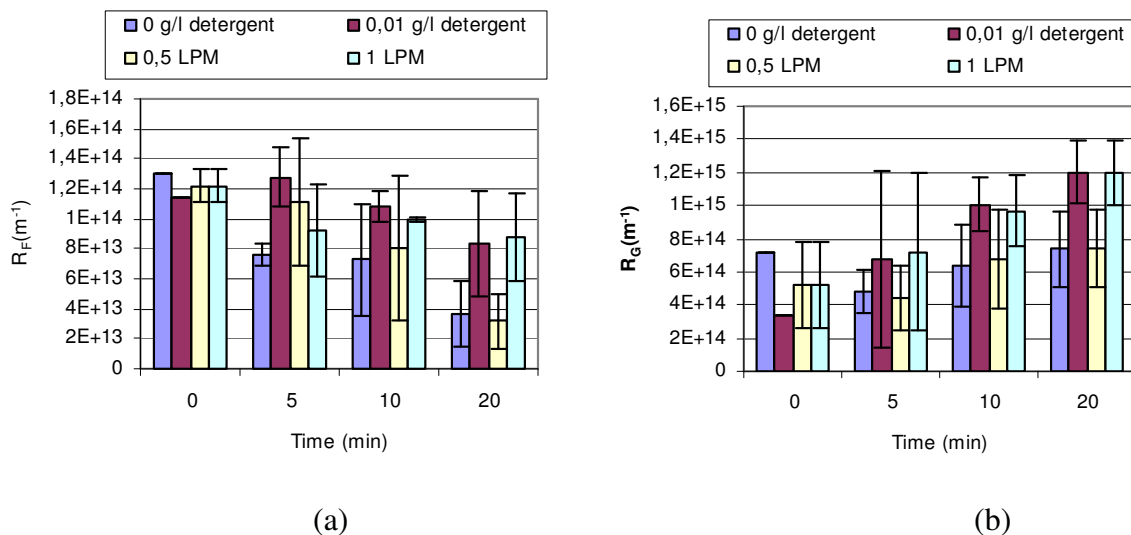 0 g/l detergent 0,01 g/l detergent
0,5 LPM 1 LPM
1,8E+14
1,6E+14
1,4E+14
1,2E+14
1E+14
8E+13
6E+13
4E+13
2E+13
0
R_F(m⁻¹)
0 5 10 20
Time (min)
(a)
0 g/l detergent 0,01 g/l detergent
0,5 LPM 1 LPM
1,6E+15
1,4E+15
1,2E+15
1E+15
8E+14
6E+14
4E+14
2E+14
0
R_G(m⁻¹)
0 5 10 20
Time (min)
(b)